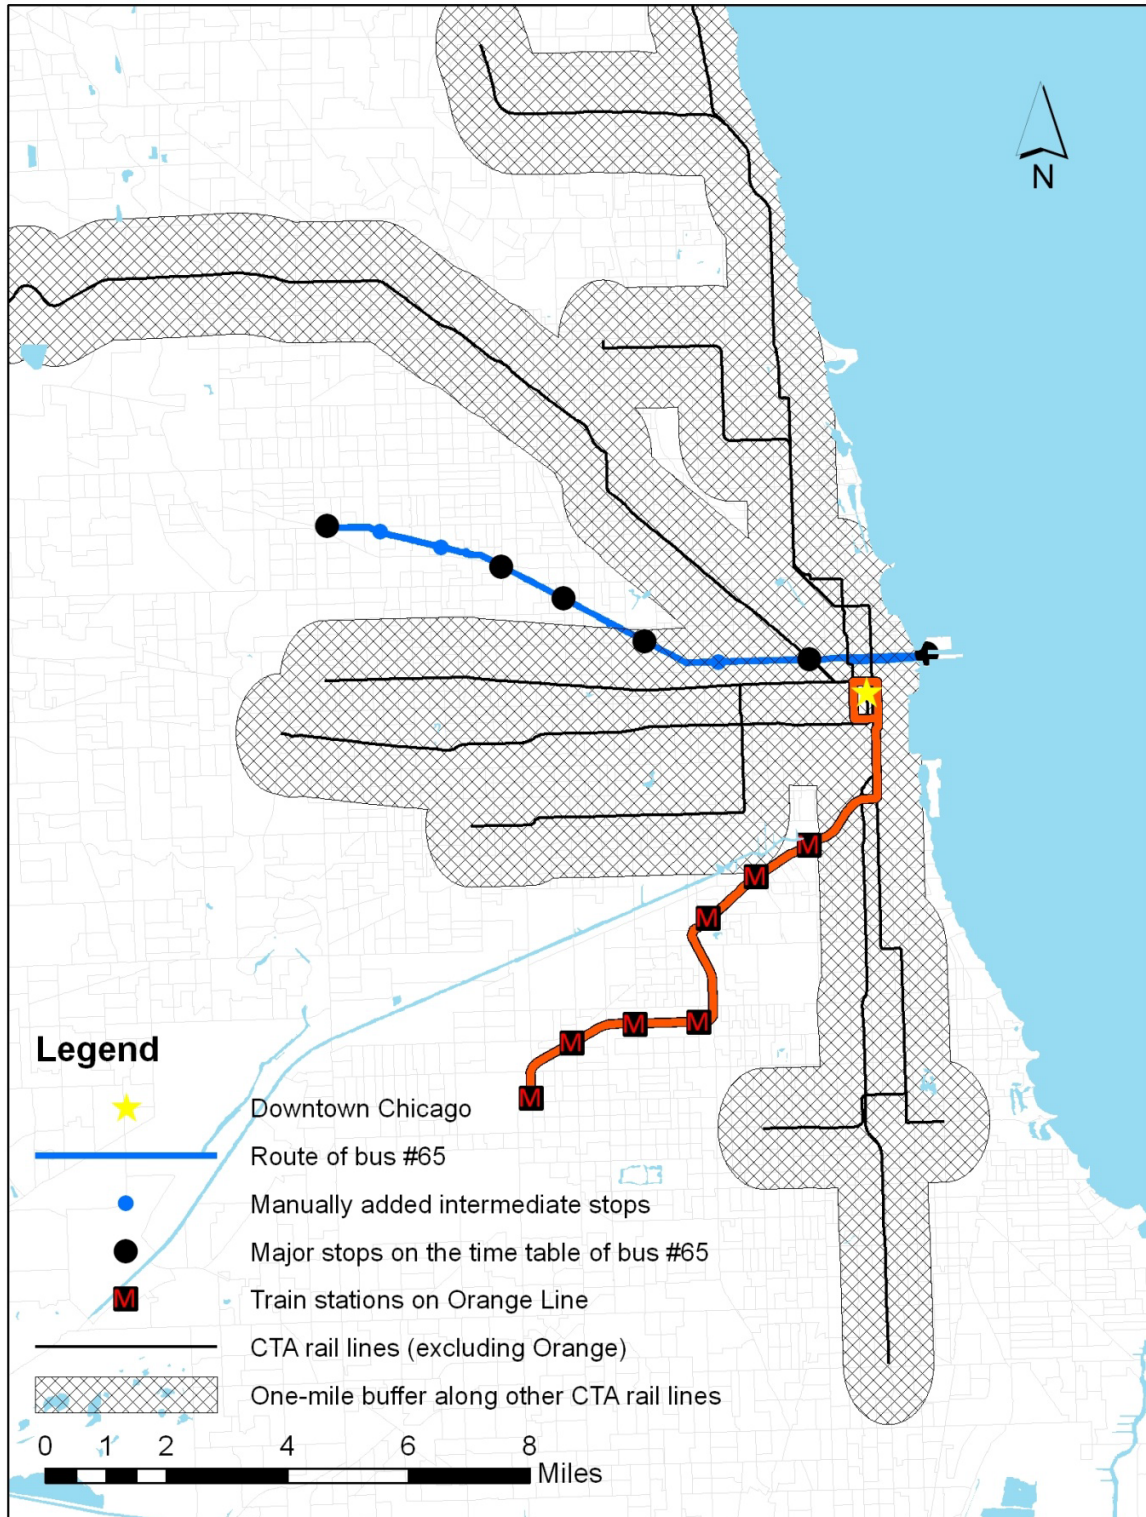 N
M
M
M
M
M
M
M
Legend
Downtown Chicago
Route of bus #65
Manually added intermediate stops
Major stops on the time table of bus #65
M Train stations on Orange Line
CTA rail lines (excluding Orange)
One-mile buffer along other CTA rail lines
0 1 2 4 6 8
Miles